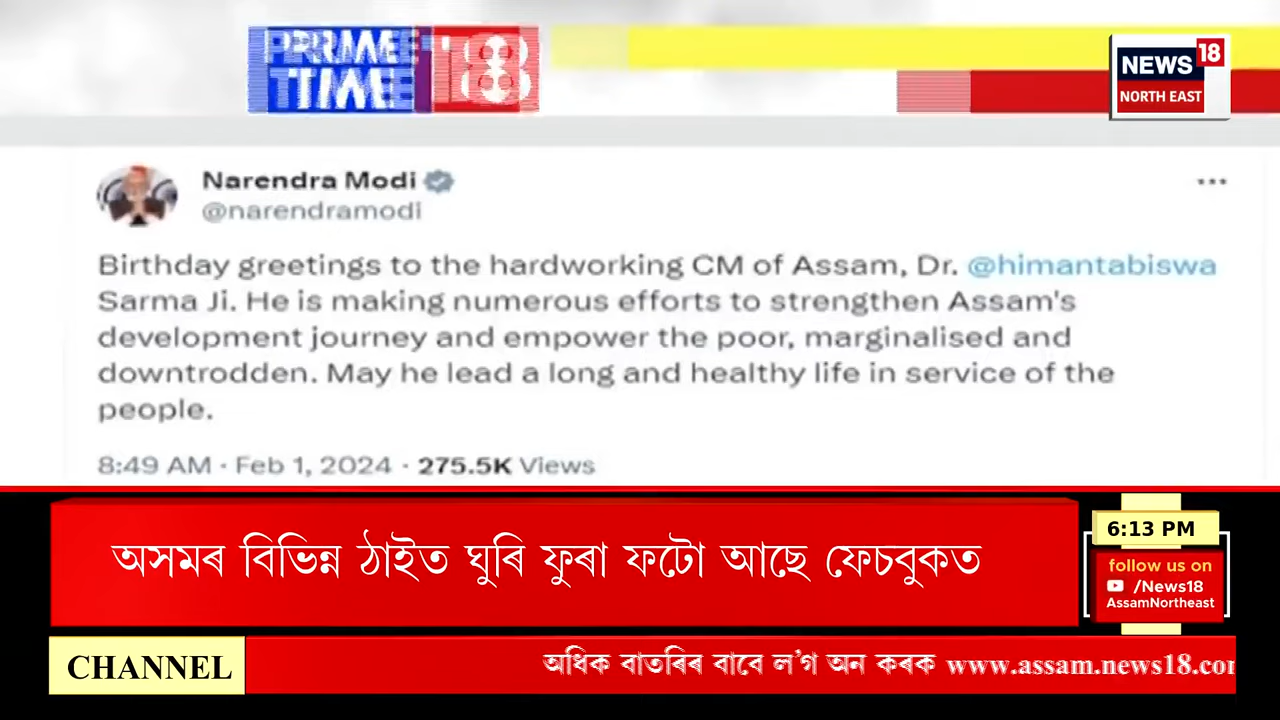 PRIME
TIME 18
NEWS 18
NORTH EAST
Narendra Modi
@narendramodi
Birthday greetings to the hardworking CM of Assam, Dr. @himantabiswa
Sarma Ji. He is making numerous efforts to strengthen Assam's
development journey and empower the poor, marginalised and
downtrodden. May he lead a long and healthy life in service of the
people.
8:49 AM · Feb 1, 2024 · 275.5K Views
অসমৰ বিভিন্ন ঠাইত ঘুৰি ফুৰা ফটো আছে ফেচবুকত
6:13 PM
follow us on
/News18
AssamNortheast
CHANNEL
অধিক বাতৰিৰ বাবে ল'গ অন কৰক www.assam.news18.com